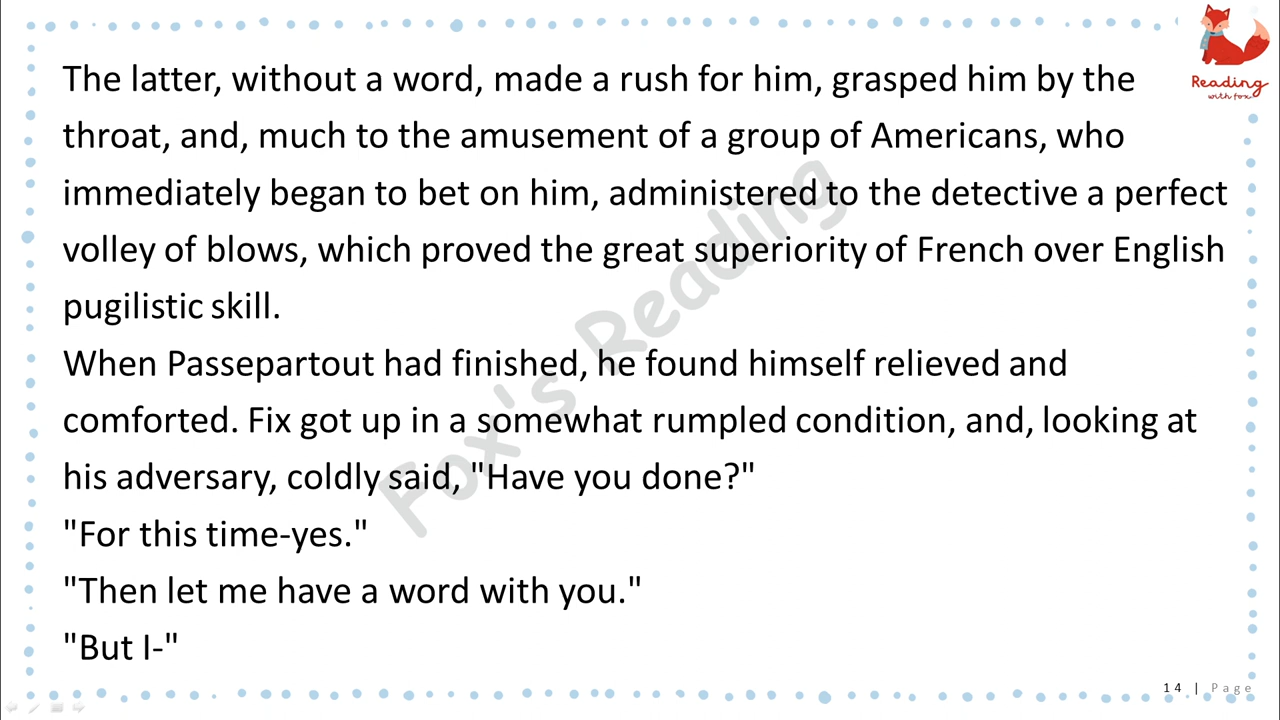 The latter, without a word, made a rush for him, grasped him by the
throat, and, much to the amusement of a group of Americans, who
immediately began to bet on him, administered to the detective a perfect
volley of blows, which proved the great superiority of French over English
pugilistic skill.
When Passepartout had finished, he found himself relieved and
comforted. Fix got up in a somewhat rumpled condition, and, looking at
his adversary, coldly said, "Have you done?"
"For this time-yes."
"Then let me have a word with you."
"But I-"
Reading
with fox
Fox's Reading
14 | Page